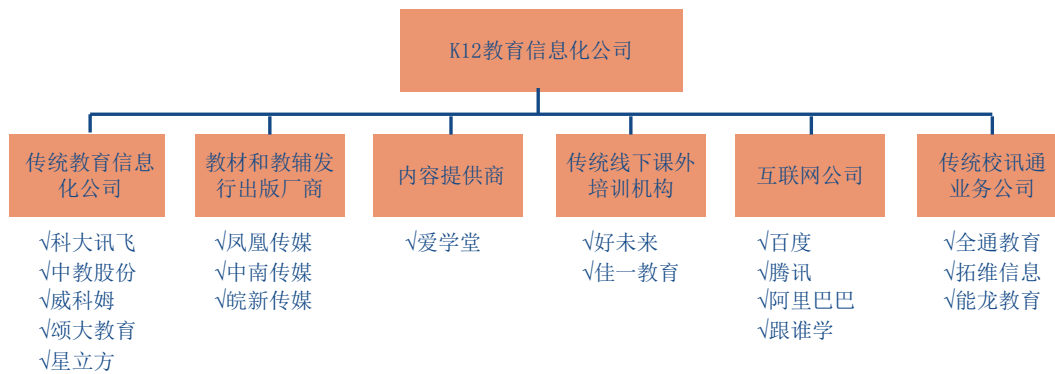 K12教育信息化公司
传统教育信息
化公司
教材和教辅发
行出版厂商
内容提供商
传统线下课外
培训机构
互联网公司
传统校讯通
业务公司
√科大讯飞
√中教股份
√威科姆
√颂大教育
√星立方
√凤凰传媒
√中南传媒
√皖新传媒
√爱学堂
√好未来
√佳一教育
√百度
√腾讯
√阿里巴巴
√跟谁学
√全通教育
√拓维信息
√能龙教育